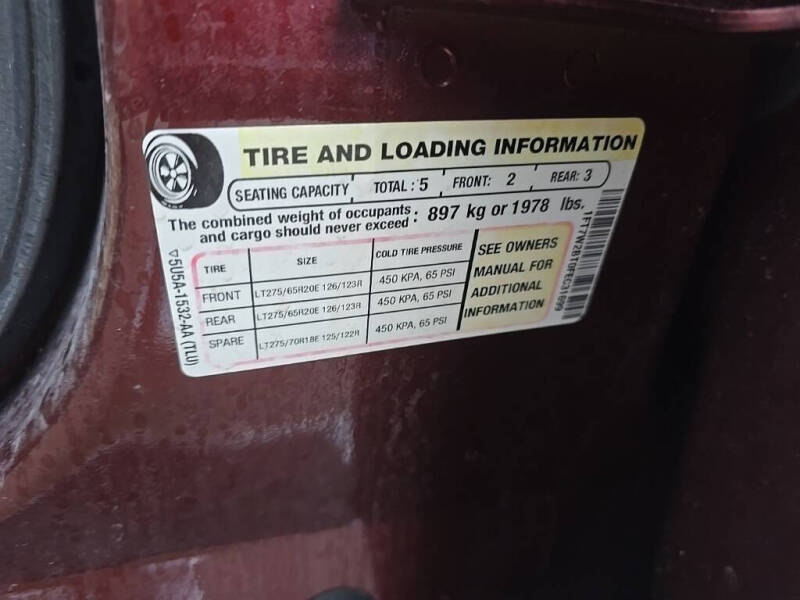 TIRE AND LOADING INFORMATION
SEATING CAPACITY TOTAL : 5 FRONT: 2 REAR: 3
The combined weight of occupants and cargo should never exceed : 897 kg or 1978 lbs.
TIRE SIZE COLD TIRE PRESSURE
FRONT LT275/65R20E 126/123R 450 KPA, 65 PSI
REAR LT275/65R20E 126/123R 450 KPA, 65 PSI
SPARE LT275/70R18E 125/122R 450 KPA, 65 PSI
SEE OWNERS
MANUAL FOR
ADDITIONAL
INFORMATION
5U5A-1532-AA (TLU)